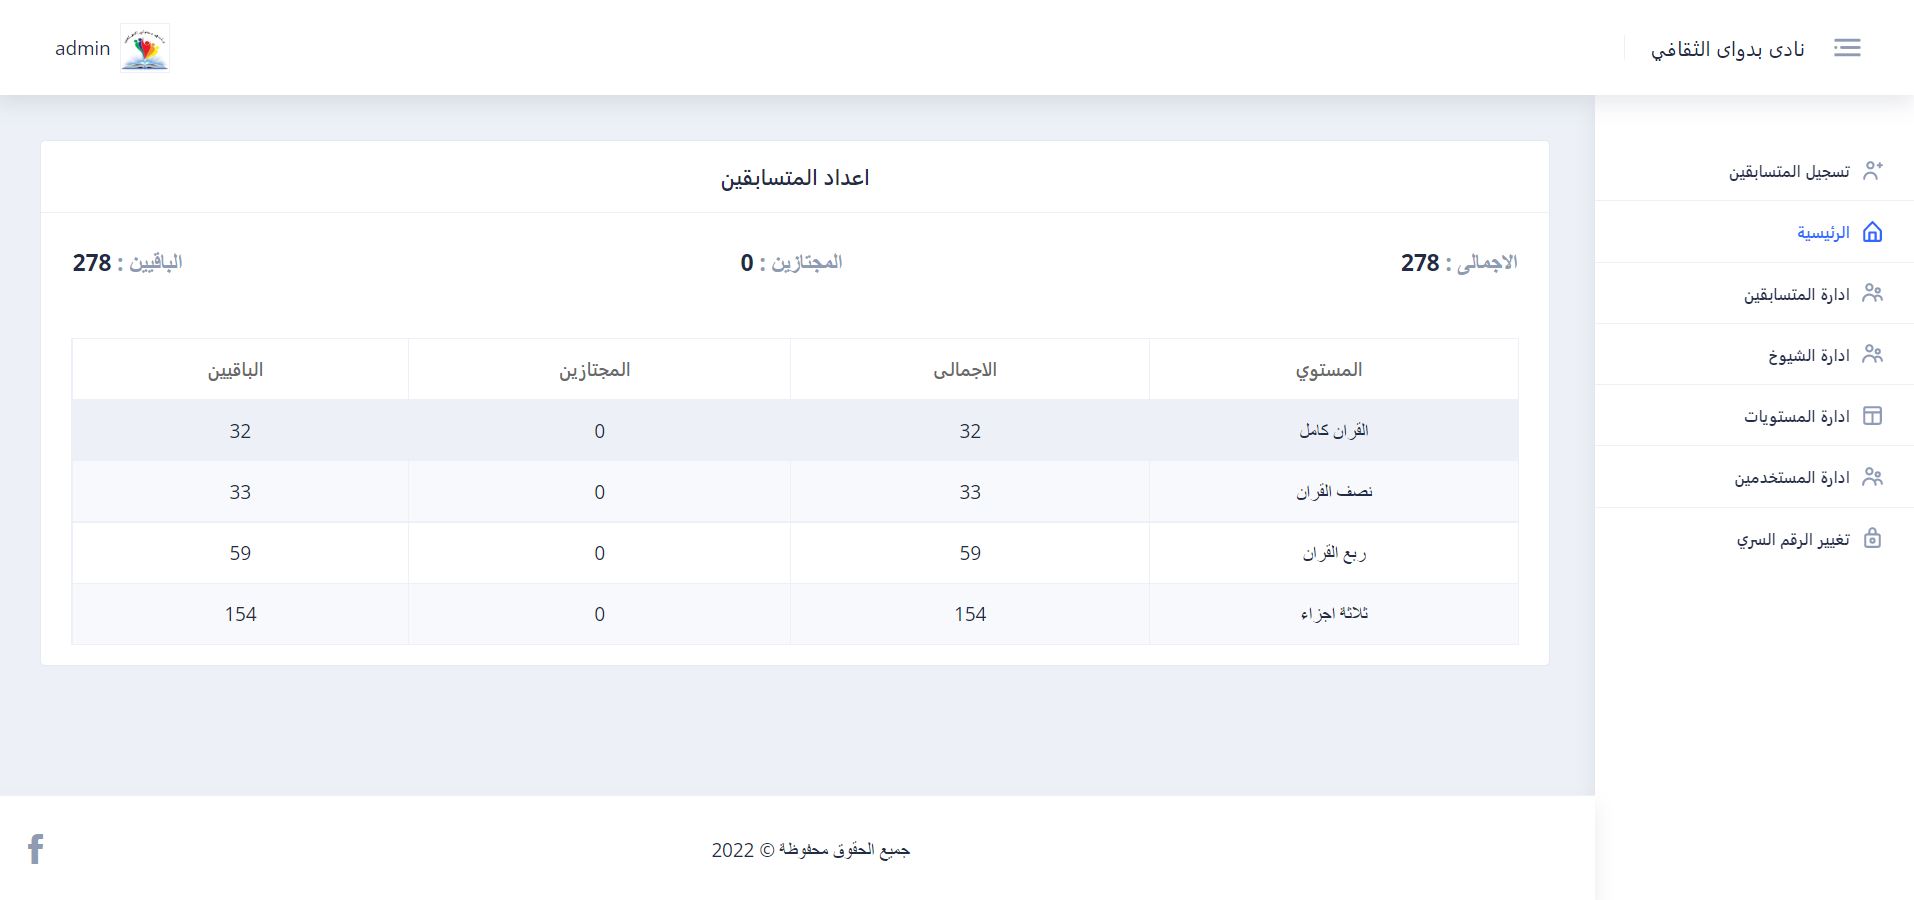 نادى بدواى الثقافي
admin
تسجيل المتسابقين
الرئيسية
ادارة المتسابقين
ادارة الشيوخ
ادارة المستويات
ادارة المستخدمين
تغيير الرقم السري
اعداد المتسابقين
الاجمالى : 278 المجتازين : 0 الباقيين : 278
المستوي الاجمالى المجتازين الباقيين
القران كامل 32 0 32
نصف القران 33 0 33
ربع القران 59 0 59
ثلاثة اجزاء 154 0 154
جميع الحقوق محفوظة © 2022